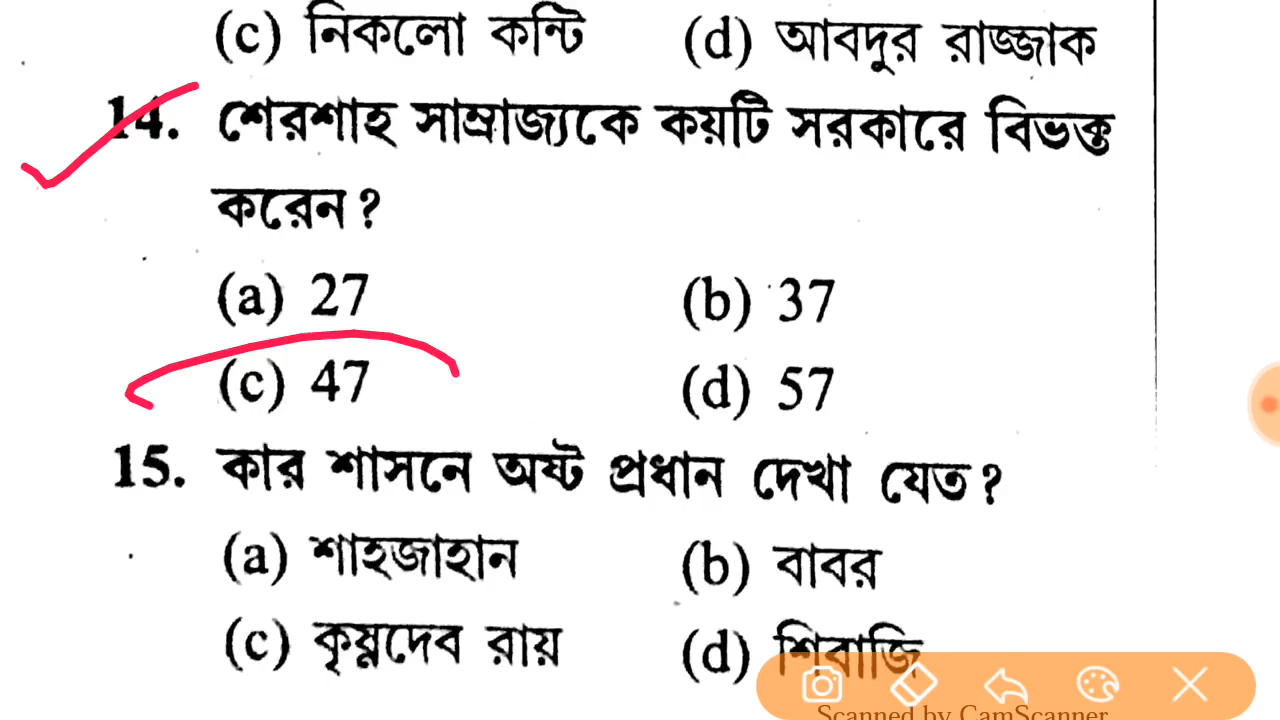 (c) নিকলো কন্টি (d) আবদুর রাজ্জাক
14. শেরশাহ সাম্রাজ্যকে কয়টি সরকারে বিভক্ত
করেন?
(a) 27 (b) 37
(c) 47 (d) 57
15. কার শাসনে অষ্ট প্রধান দেখা যেত?
(a) শাহজাহান (b) বাবর
(c) কৃষ্ণদেব রায় (d) শিবাজি
Scanned by CamScanner